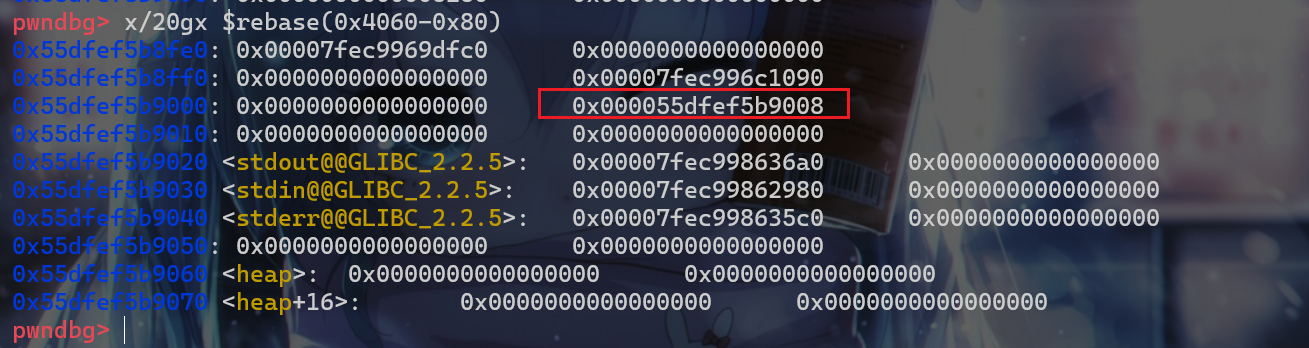 pwndbg> x/20gx $rebase(0x4060-0x80)
0x55dfef5b8fe0: 0x00007fec9969dfc0 0x0000000000000000
0x55dfef5b8ff0: 0x0000000000000000 0x00007fec996c1090
0x55dfef5b9000: 0x0000000000000000 0x000055dfef5b9008
0x55dfef5b9010: 0x0000000000000000 0x0000000000000000
0x55dfef5b9020 <stdout@@GLIBC_2.2.5>: 0x00007fec998636a0 0x0000000000000000
0x55dfef5b9030 <stdin@@GLIBC_2.2.5>: 0x00007fec99862980 0x0000000000000000
0x55dfef5b9040 <stderr@@GLIBC_2.2.5>: 0x00007fec998635c0 0x0000000000000000
0x55dfef5b9050: 0x0000000000000000 0x0000000000000000
0x55dfef5b9060 <heap>: 0x0000000000000000 0x0000000000000000
0x55dfef5b9070 <heap+16>: 0x0000000000000000 0x0000000000000000
pwndbg>